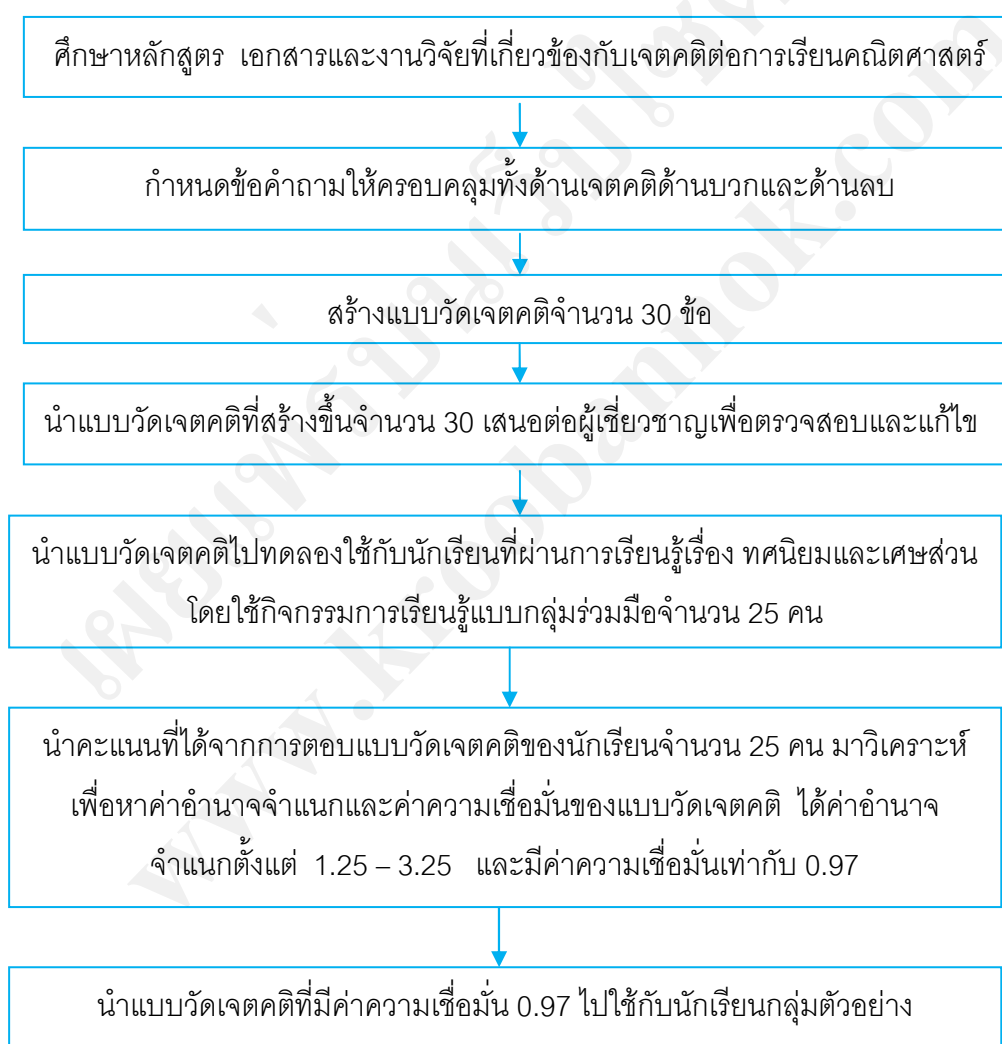 ศึกษาหลักสูตร เอกสารและงานวิจัยที่เกี่ยวข้องกับเจตคติต่อการเรียนคณิตศาสตร์
กำหนดข้อคำถามให้ครอบคลุมทั้งด้านเจตคติด้านบวกและด้านลบ
สร้างแบบวัดเจตคติจำนวน 30 ข้อ
นำแบบวัดเจตคติที่สร้างขึ้นจำนวน 30 เสนอต่อผู้เชี่ยวชาญเพื่อตรวจสอบและแก้ไข
นำแบบวัดเจตคติไปทดลองใช้กับนักเรียนที่ผ่านการเรียนรู้เรื่อง ทศนิยมและเศษส่วน
โดยใช้กิจกรรมการเรียนรู้แบบกลุ่มร่วมมือจำนวน 25 คน
นำคะแนนที่ได้จากการตอบแบบวัดเจตคติของนักเรียนจำนวน 25 คน มาวิเคราะห์
เพื่อหาค่าอำนาจจำแนกและค่าความเชื่อมั่นของแบบวัดเจตคติ ได้ค่าอำนาจ
จำแนกตั้งแต่ 1.25 – 3.25 และมีค่าความเชื่อมั่นเท่ากับ 0.97
นำแบบวัดเจตคติที่มีค่าความเชื่อมั่น 0.97 ไปใช้กับนักเรียนกลุ่มตัวอย่าง
www.kroobannok.com